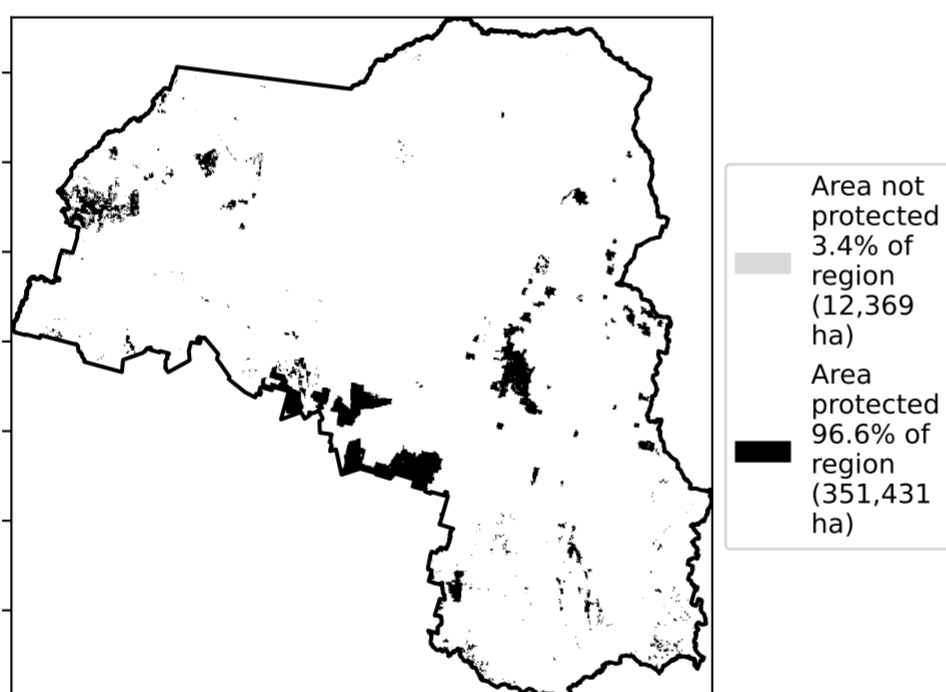 Area not
protected
3.4% of
region
(12,369
ha)
Area
protected
96.6% of
region
(351,431
ha)